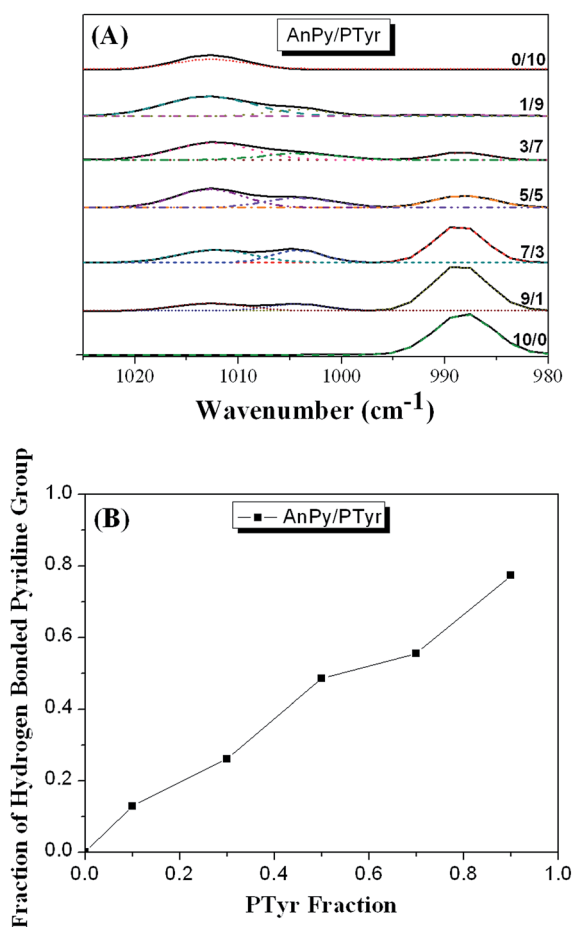 (A)
AnPy/PTyr
0/10
1/9
3/7
5/5
7/3
9/1
10/0
1020 1010 1000 990 980
Wavenumber (cm-1)
(B)
AnPy/PTyr
Fraction of Hydrogen Bonded Pyridine Group
1.0
0.8
0.6
0.4
0.2
0.0
0.0 0.2 0.4 0.6 0.8 1.0
PTyr Fraction